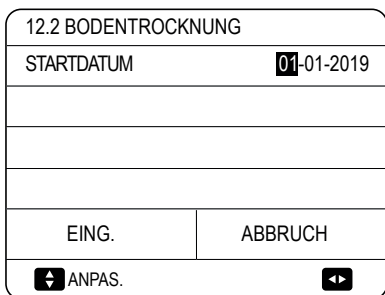 12.2 BODENTROCKNUNG
STARTDATUM 01-01-2019
EING. ABBRUCH
ANPAS.